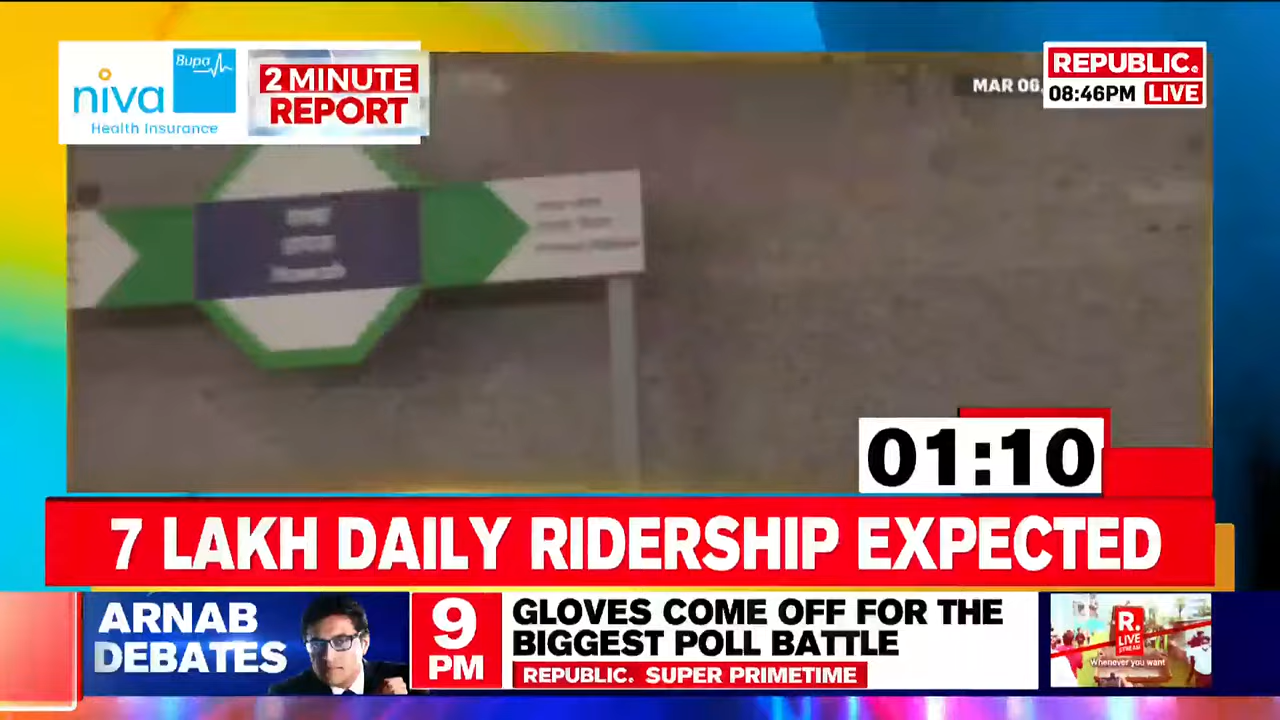 niva
Bupa
Health Insurance
2 MINUTE
REPORT
MAR 06,
REPUBLIC.
08:46PM LIVE
01:10
7 LAKH DAILY RIDERSHIP EXPECTED
ARNAB
DEBATES
9
PM
GLOVES COME OFF FOR THE
BIGGEST POLL BATTLE
REPUBLIC. SUPER PRIMETIME
R.
LIVE
STREAM
Whenever you want